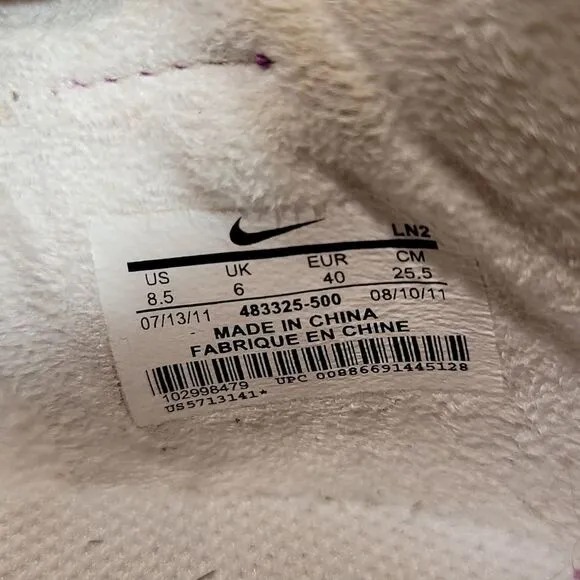 LN2
US UK EUR CM
8.5 6 40 25.5
07/13/11 483325-500 08/10/11
MADE IN CHINA
FABRIQUE EN CHINE
102998479 UPC 00886691445128
US5713141*